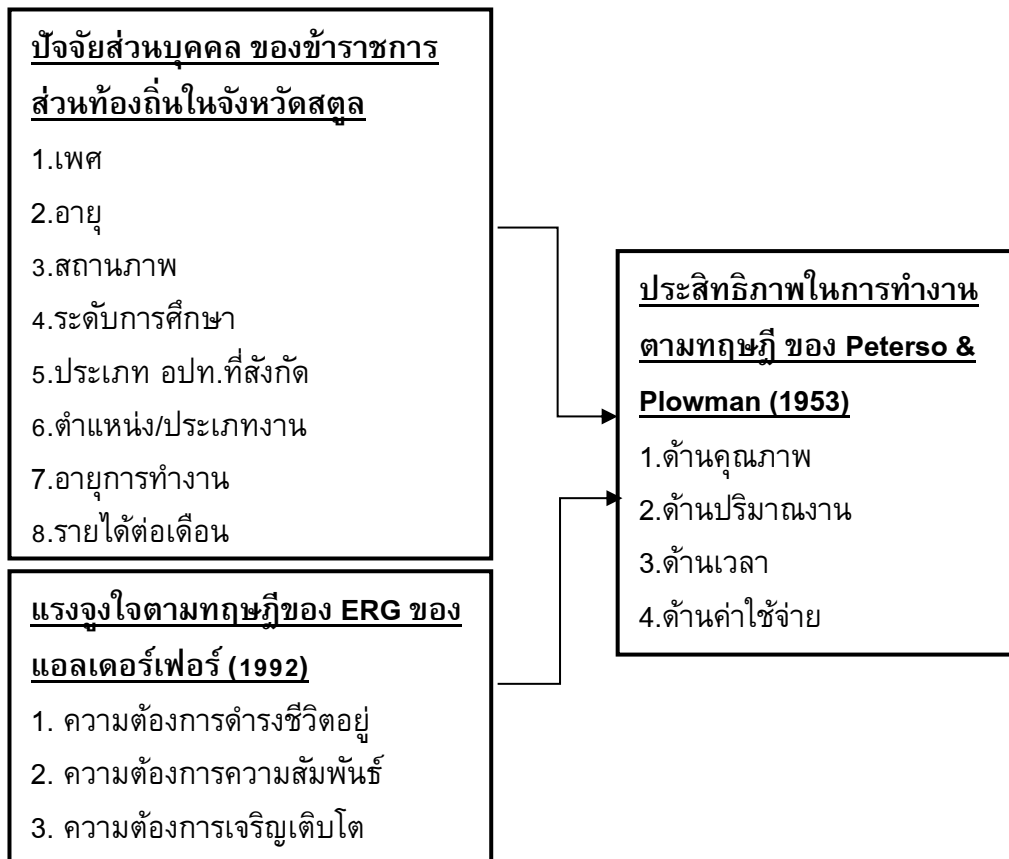 ปัจจัยส่วนบุคคล ของข้าราชการ
ส่วนท้องถิ่นในจังหวัดสตูล
1.เพศ
2.อายุ
3.สถานภาพ
4.ระดับการศึกษา
5.ประเภท อปท.ที่สังกัด
6.ตำแหน่ง/ประเภทงาน
7.อายุการทำงาน
8.รายได้ต่อเดือน
แรงจูงใจตามทฤษฎีของ ERG ของ
แอลเดอร์เฟอร์ (1992)
1. ความต้องการดำรงชีวิตอยู่
2. ความต้องการความสัมพันธ์
3. ความต้องการเจริญเติบโต
ประสิทธิภาพในการทำงาน
ตามทฤษฎี ของ Peterso &
Plowman (1953)
1.ด้านคุณภาพ
2.ด้านปริมาณงาน
3.ด้านเวลา
4.ด้านค่าใช้จ่าย